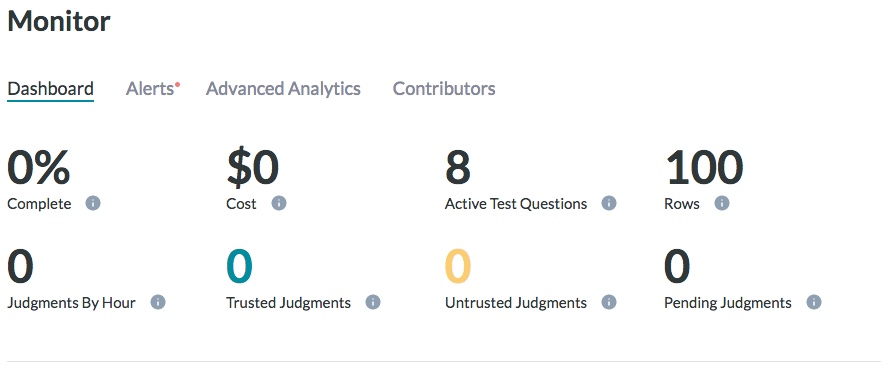 Monitor
Dashboard Alerts Advanced Analytics Contributors
0% $0 8 100
Complete Cost Active Test Questions Rows
0 0 0 0
Judgments By Hour Trusted Judgments Untrusted Judgments Pending Judgments